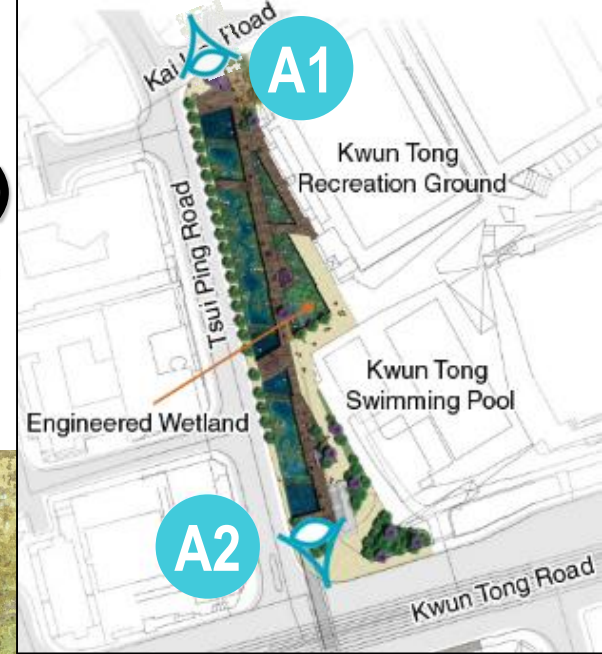 Kai Lim Road
A1
Kwun Tong
Recreation Ground
Tsui Ping Road
Kwun Tong
Swimming Pool
Engineered Wetland
A2
Kwun Tong Road